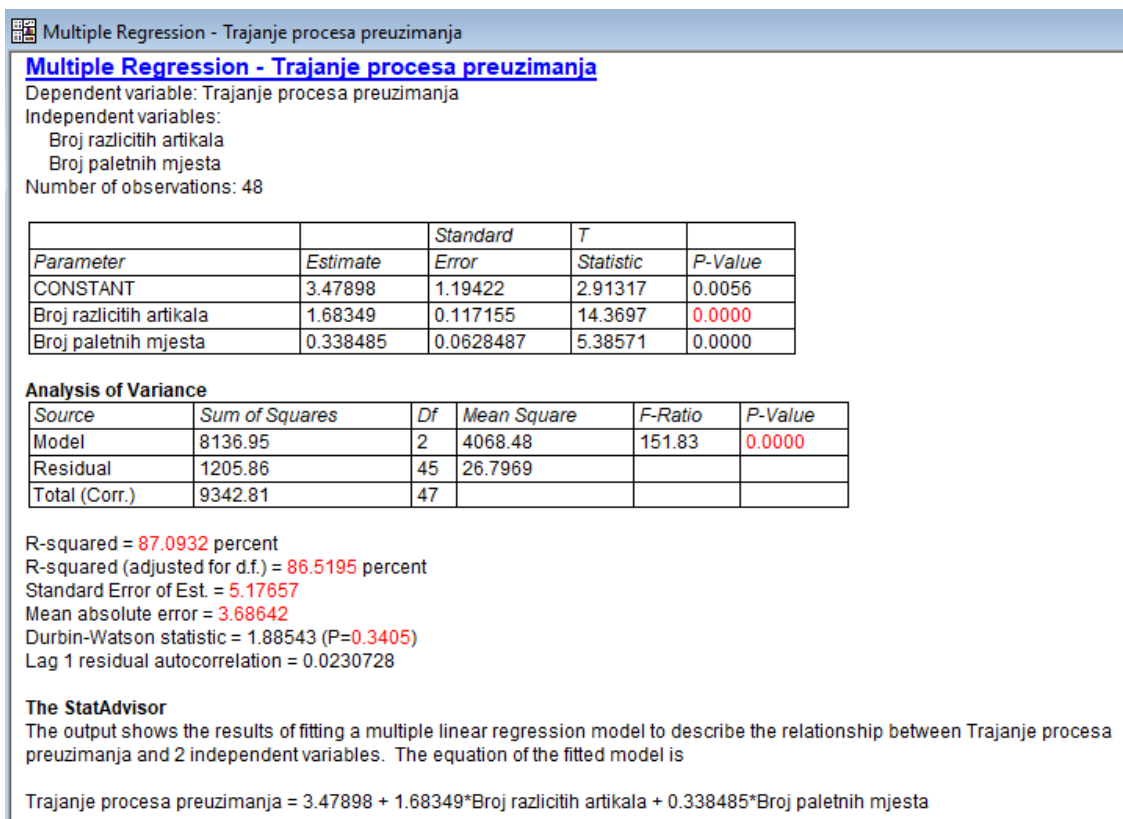 Multiple Regression - Trajanje procesa preuzimanja
Multiple Regression - Trajanje procesa preuzimanja
Dependent variable: Trajanje procesa preuzimanja
Independent variables:
Broj razlicitih artikala
Broj paletnih mjesta
Number of observations: 48
Standard T
Parameter Estimate Error Statistic P-Value
CONSTANT 3.47898 1.19422 2.91317 0.0056
Broj razlicitih artikala 1.68349 0.117155 14.3697 0.0000
Broj paletnih mjesta 0.338485 0.0628487 5.38571 0.0000
Analysis of Variance
Source Sum of Squares Df Mean Square F-Ratio P-Value
Model 8136.95 2 4068.48 151.83 0.0000
Residual 1205.86 45 26.7969
Total (Corr.) 9342.81 47
R-squared = 87.0932 percent
R-squared (adjusted for d.f.) = 86.5195 percent
Standard Error of Est. = 5.17657
Mean absolute error = 3.68642
Durbin-Watson statistic = 1.88543 (P=0.3405)
Lag 1 residual autocorrelation = 0.0230728
The StatAdvisor
The output shows the results of fitting a multiple linear regression model to describe the relationship between Trajanje procesa
preuzimanja and 2 independent variables.  The equation of the fitted model is
Trajanje procesa preuzimanja = 3.47898 + 1.68349*Broj razlicitih artikala + 0.338485*Broj paletnih mjesta